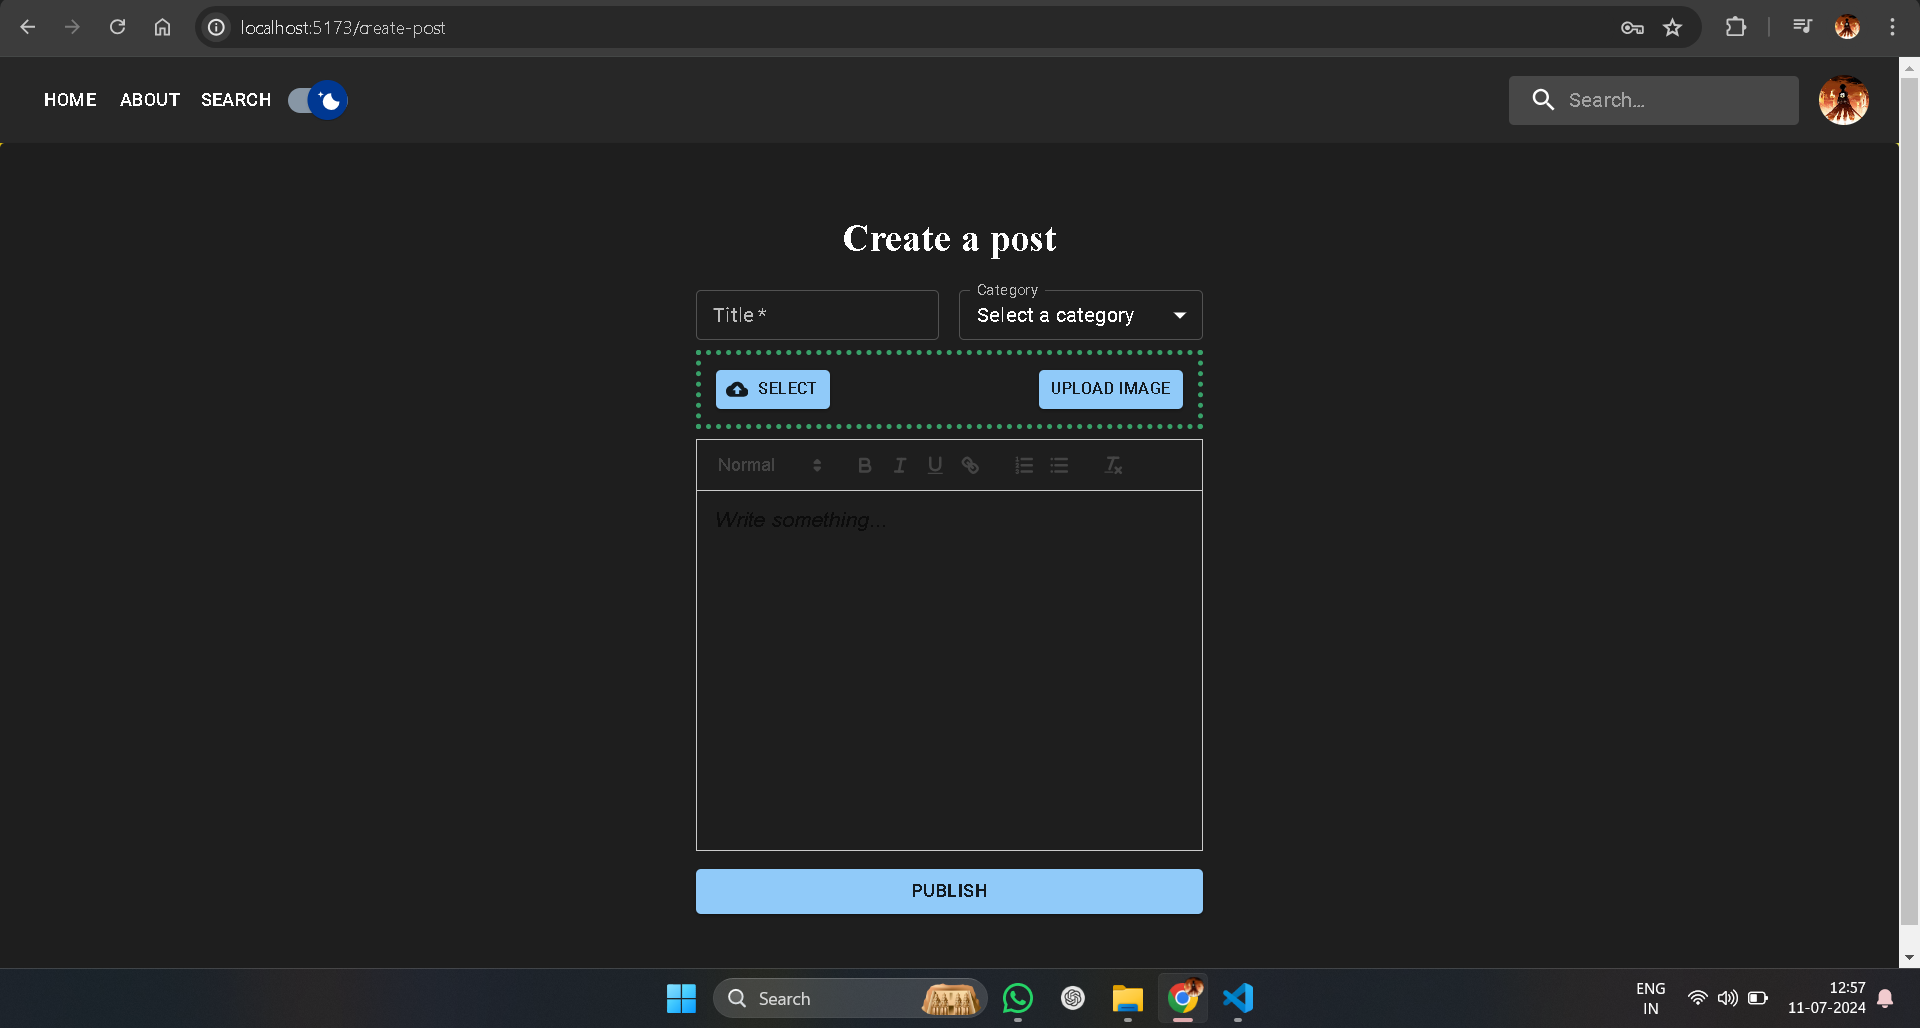 localhost:5173/create-post
HOME ABOUT SEARCH
Search...
Create a post
Title *
Category
Select a category
SELECT
UPLOAD IMAGE
Normal
Write something...
PUBLISH
Search
ENG
IN
12:57
11-07-2024